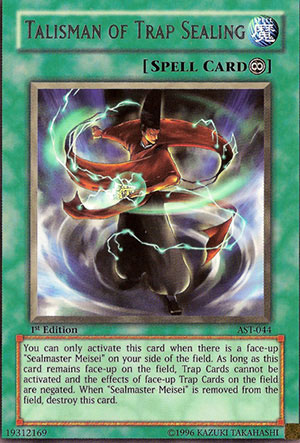 TALISMAN OF TRAP SEALING
[SPELL CARD]
1st Edition
AST-044
You can only activate this card when there is a face-up
"Sealmaster Meisei" on your side of the field. As long as this
card remains face-up on the field, Trap Cards cannot be
activated and the effects of face-up Trap Cards on the field
are negated. When "Sealmaster Meisei" is removed from the
field, destroy this card.
19312169
©1996 KAZUKI TAKAHASHI